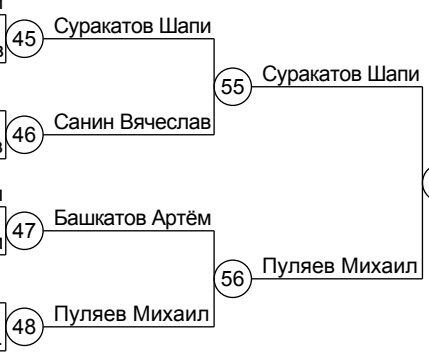 45 Суракатов Шапи
55 Суракатов Шапи
46 Санин Вячеслав
47 Башкатов Артём
56 Пуляев Михаил
48 Пуляев Михаил